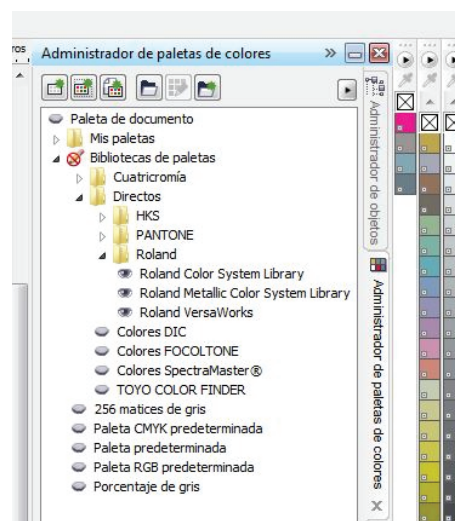 ros
Administrador de paletas de colores
Paleta de documento
Mis paletas
Bibliotecas de paletas
Cuatricromía
Directos
HKS
PANTONE
Roland
Roland Color System Library
Roland Metallic Color System Library
Roland VersaWorks
Colores DIC
Colores FOCOLTONE
Colores SpectraMaster®
TOYO COLOR FINDER
256 matices de gris
Paleta CMYK predeterminada
Paleta predeterminada
Paleta RGB predeterminada
Porcentaje de gris
Administrador de objetos
Administrador de paletas de colores